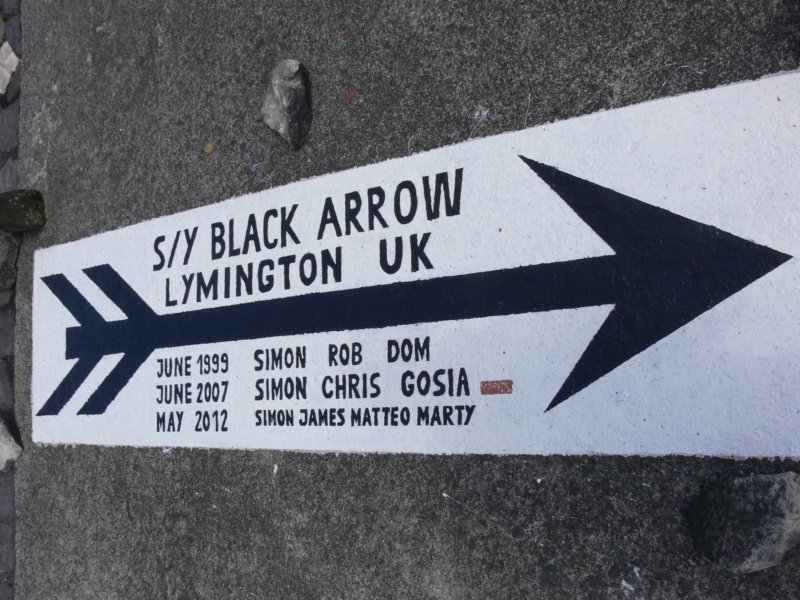 S/Y BLACK ARROW
LYMINGTON UK
JUNE 1999 SIMON ROB DOM
JUNE 2007 SIMON CHRIS GOSIA
MAY 2012 SIMON JAMES MATTEO MARTY